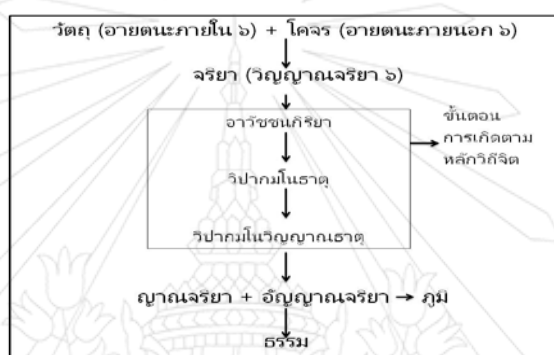 วัตถุ (อายตนะภายใน ๖) + โคจร (อายตนะภายนอก ๖)
จริยา (วิญญาณจริยา ๖)
อาวัชชนกิริยา
วิปากมโนธาตุ
วิปากมโนวิญญาณธาตุ
ขั้นตอน
การเกิดตาม
หลักวิถีจิต
ญาณจริยา + อัญญาณจริยา → ภูมิ
ธรรม